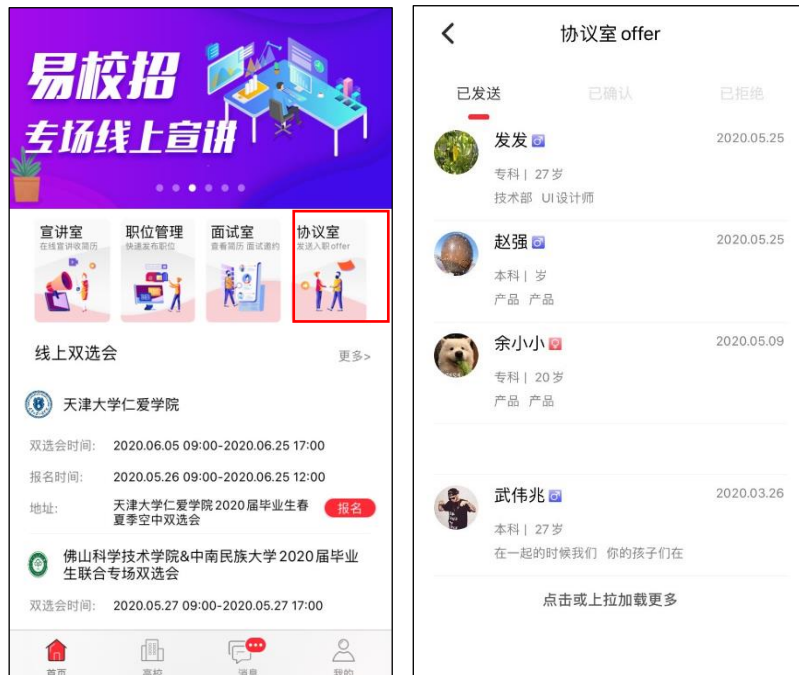 易校招
专场线上宣讲
宣讲室
在线宣讲收简历
职位管理
快速发布职位
面试室
查看简历 面试邀约
协议室
发送入职offer
线上双选会
更多>
天津大学仁爱学院
双选会时间: 2020.06.05 09:00-2020.06.25 17:00
报名时间: 2020.05.26 09:00-2020.06.25 12:00
地址: 天津大学仁爱学院2020届毕业生春
夏季空中双选会
报名
佛山科学技术学院&中南民族大学2020届毕业
生联合专场双选会
双选会时间: 2020.05.27 09:00-2020.05.27 17:00
首页
高校
消息
我的
协议室 offer
已发送
已确认
已拒绝
发发
2020.05.25
专科 | 27岁
技术部 UI设计师
赵强
2020.05.25
本科 | 岁
产品 产品
余小小
2020.05.09
专科 | 20岁
产品 产品
武伟兆
2020.03.26
本科 | 27岁
在一起的时候我们 你的孩子们在
点击或上拉加载更多